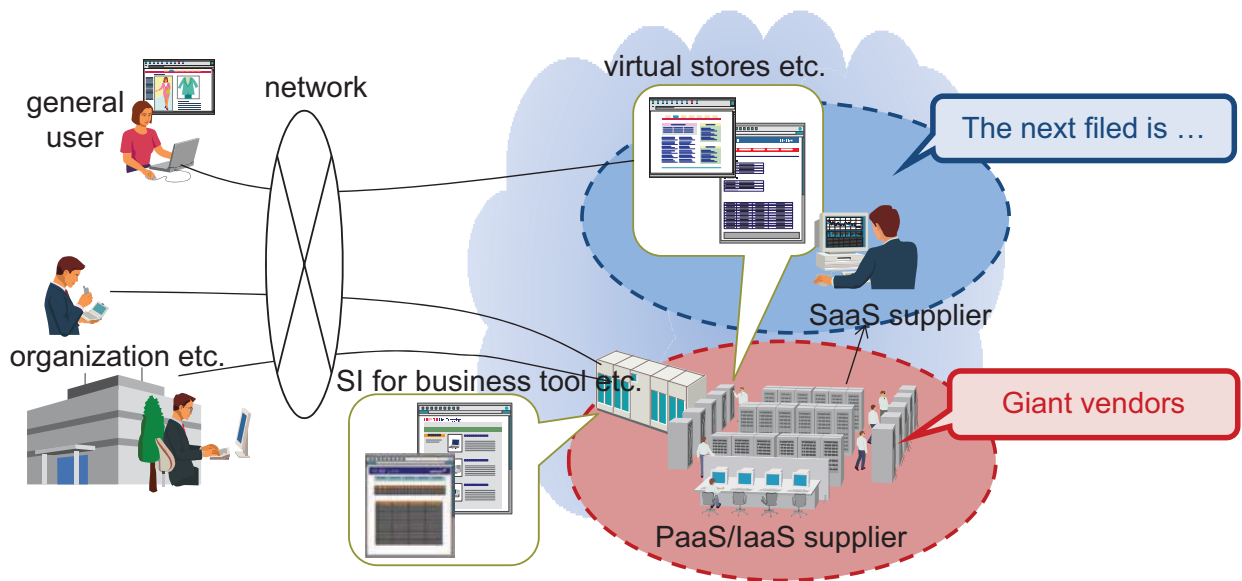 general
user
network
virtual stores etc.
The next filed is …
SaaS supplier
organization etc.
SI for business tool etc.
Giant vendors
PaaS/IaaS supplier